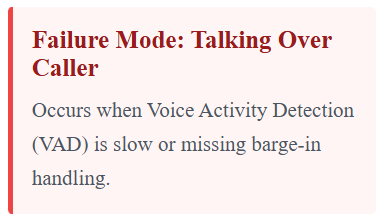 Failure Mode: Talking Over
Caller
Occurs when Voice Activity Detection
(VAD) is slow or missing barge-in
handling.